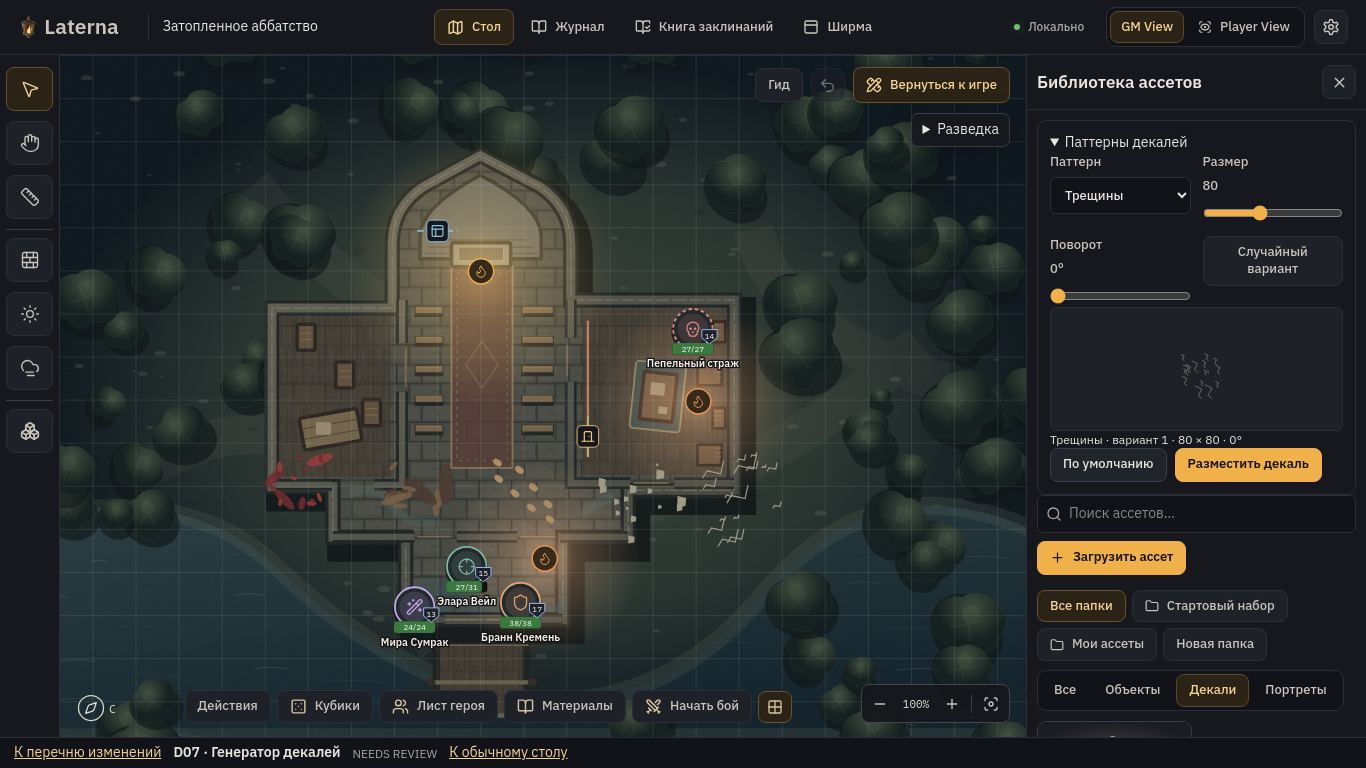 Laterna
Затопленное аббатство
Стол
Журнал
Книга заклинаний
Ширма
Локально
GM View
Player View
Гид
Вернуться к игре
Разведка
Библиотека ассетов
Паттерны декалей
Паттерн
Размер
Трещины
80
Поворот
0°
Случайный
вариант
Трещины · вариант 1 · 80 × 80 · 0°
По умолчанию
Разместить декаль
Поиск ассетов...
Загрузить ассет
Все папки
Стартовый набор
Мои ассеты
Новая папка
Все
Объекты
Декали
Портреты
14
27/27
Пепельный страж
15
27/31
Элара Вейл
13
24/24
Мира Сумрак
17
38/38
Бранн Кремень
С
Действия
Кубики
Лист героя
Материалы
Начать бой
100%
К перечню изменений
D07 · Генератор декалей
NEEDS REVIEW
К обычному столу